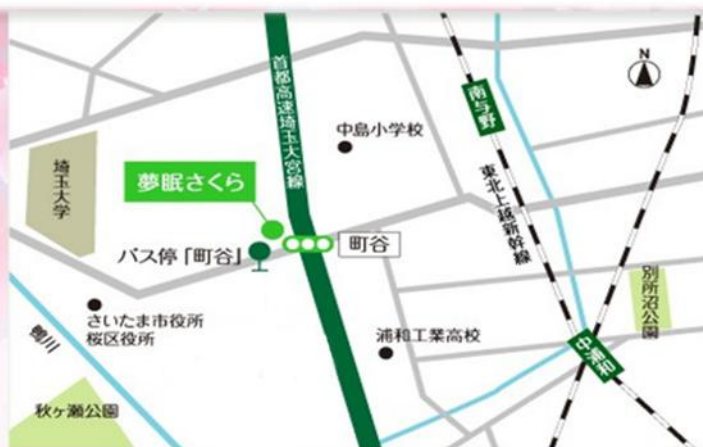 N
首都高速埼玉大宮線
南与野
中島小学校
埼玉大学
夢眠さくら
東北上越新幹線
町谷
バス停「町谷」
別所沼公園
さいたま市役所
桜区役所
浦和工業高校
中浦和
鴨川
秋ヶ瀬公園